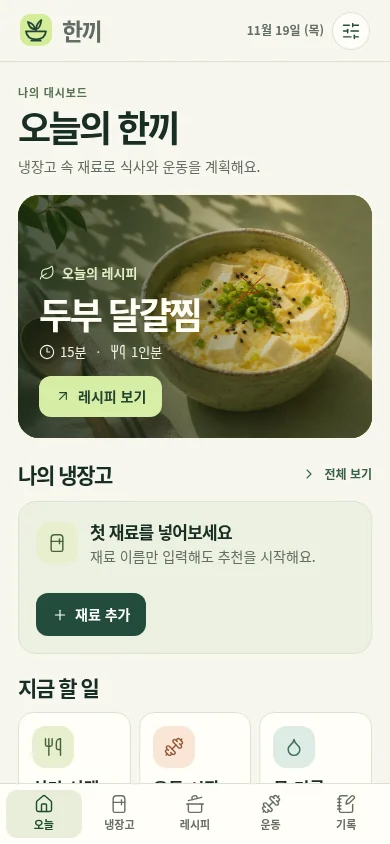 한끼
11월 19일 (목)
나의 대시보드
오늘의 한끼
냉장고 속 재료로 식사와 운동을 계획해요.
오늘의 레시피
두부 달걀찜
15분 · 1인분
레시피 보기
나의 냉장고
전체 보기
첫 재료를 넣어보세요
재료 이름만 입력해도 추천을 시작해요.
재료 추가
지금 할 일
오늘
냉장고
레시피
운동
기록